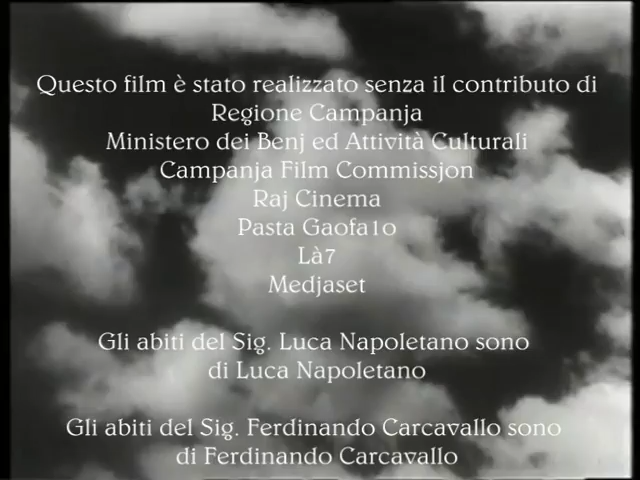 Questo film è stato realizzato senza il contributo di
Regione Campanja
Ministero dei Benj ed Attività Culturali
Campanja Film Commissjon
Raj Cinema
Pasta Gaofa1o
Là7
Medjaset
Gli abiti del Sig. Luca Napoletano sono
di Luca Napoletano
Gli abiti del Sig. Ferdinando Carcavallo sono
di Ferdinando Carcavallo